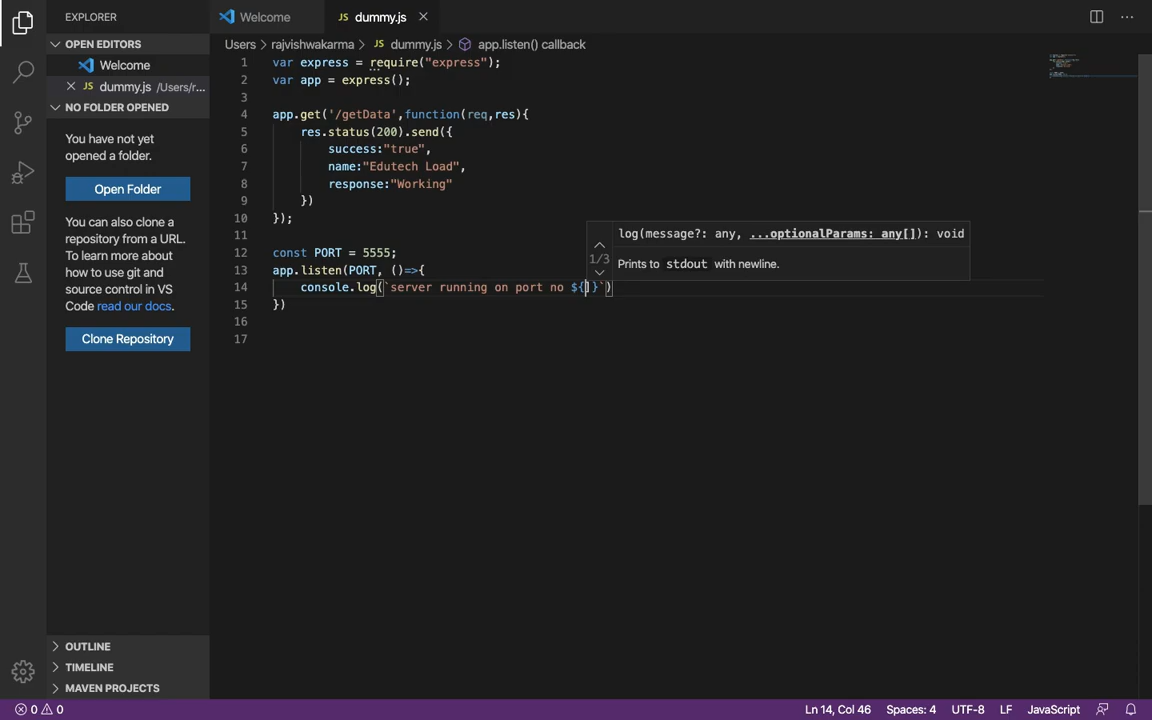 EXPLORER
OPEN EDITORS
Welcome
JS dummy.js /Users/r...
NO FOLDER OPENED
You have not yet
opened a folder.
Open Folder
You can also clone a
repository from a URL.
To learn more about
how to use git and
source control in VS
Code read our docs.
Clone Repository
OUTLINE
TIMELINE
MAVEN PROJECTS
Welcome
JS dummy.js
Users > rajvishwakarma > JS dummy.js > app.listen() callback
1 var express = require("express");
2 var app = express();
3
4 app.get('/getData',function(req,res){
5 res.status(200).send({
6 success:"true",
7 name:"Edutech Load",
8 response:"Working"
9 })
10 });
11
12 const PORT = 5555;
13 app.listen(PORT, ()=>{
14 console.log(`server running on port no ${}`)
15 })
16
17
log(message?: any, ...optionalParams: any[]): void
1/3
Prints to stdout with newline.
0 0
Ln 14, Col 46
Spaces: 4
UTF-8
LF
JavaScript